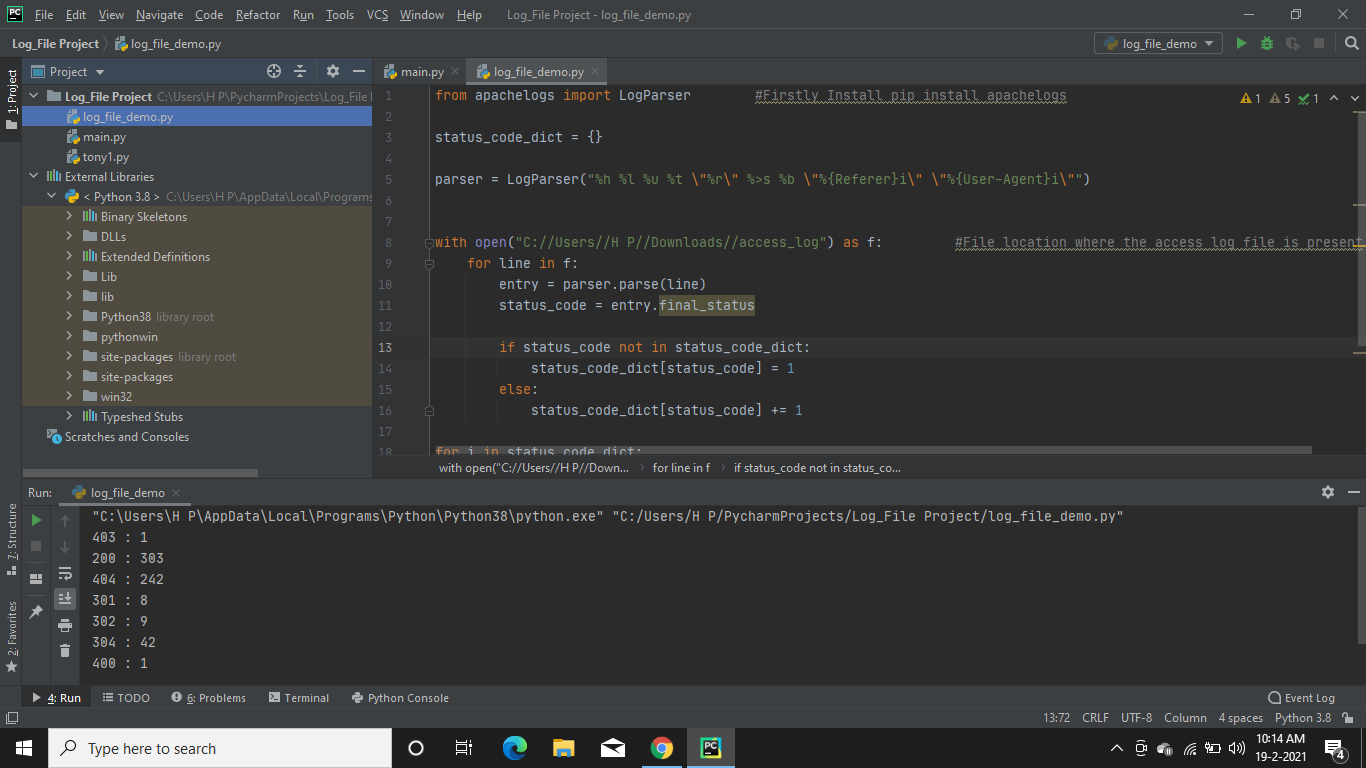 File Edit View Navigate Code Refactor Run Tools VCS Window Help Log_File Project - log_file_demo.py
Log_File Project log_file_demo.py log_file_demo
1: Project
Project
Log_File Project C:\Users\H P\PycharmProjects\Log_File
log_file_demo.py
main.py
tony1.py
External Libraries
< Python 3.8 > C:\Users\H P\AppData\Local\Programs
Binary Skeletons
DLLs
Extended Definitions
Lib
lib
Python38 library root
pythonwin
site-packages library root
site-packages
win32
Typeshed Stubs
Scratches and Consoles
main.py log_file_demo.py
1 from apachelogs import LogParser #Firstly Install pip install apachelogs
1 5 1
2
3 status_code_dict = {}
4
5 parser = LogParser("%h %l %u %t \"%r\" %>s %b \"%{Referer}i\" \"%{User-Agent}i\"")
6
7
8 with open("C://Users//H P//Downloads//access_log") as f: #File location where the access log file is present
9 for line in f:
10 entry = parser.parse(line)
11 status_code = entry.final_status
12
13 if status_code not in status_code_dict:
14 status_code_dict[status_code] = 1
15 else:
16 status_code_dict[status_code] += 1
17
18 for i in status_code_dict:
with open("C://Users//H P//Down... for line in f if status_code not in status_co...
Run: log_file_demo
7: Structure
2: Favorites
"C:\Users\H P\AppData\Local\Programs\Python\Python38\python.exe" "C:/Users/H P/PycharmProjects/Log_File Project/log_file_demo.py"
403 : 1
200 : 303
404 : 242
301 : 8
302 : 9
304 : 42
400 : 1
4: Run TODO 6: Problems Terminal Python Console Event Log
13:72 CRLF UTF-8 Column 4 spaces Python 3.8
Type here to search
10:14 AM
19-2-2021
4